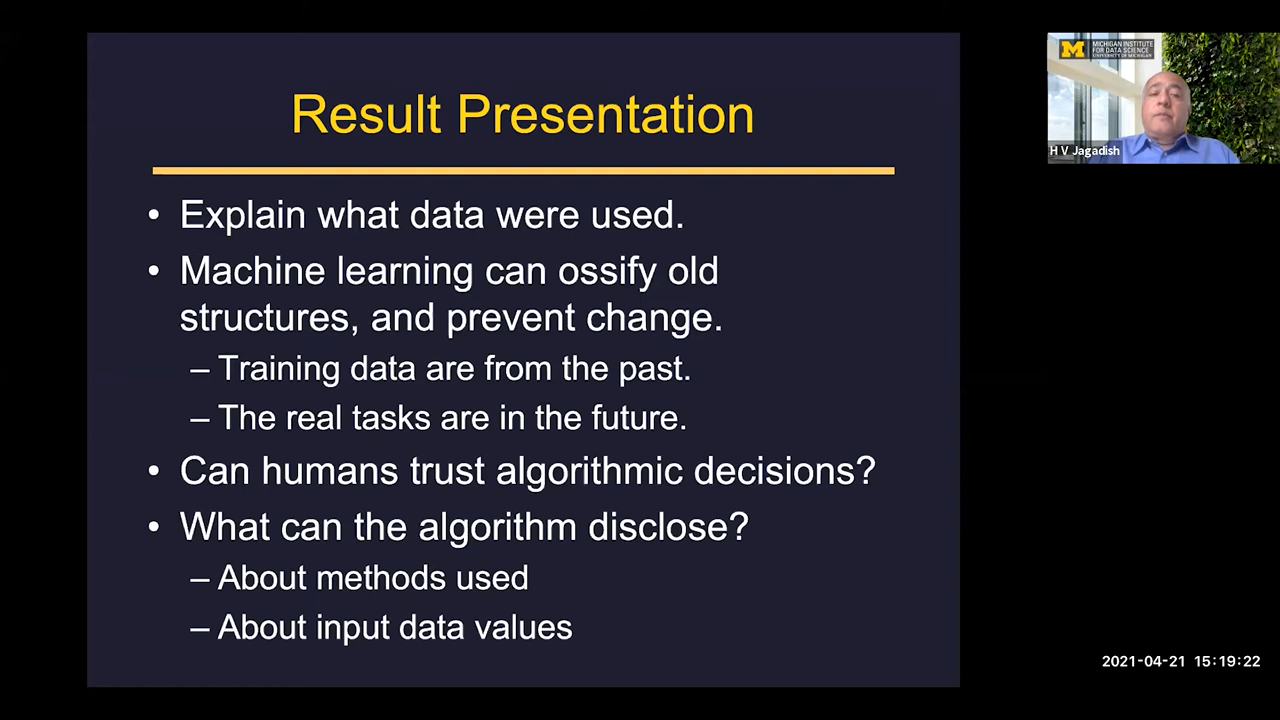 Result Presentation
• Explain what data were used.
• Machine learning can ossify old
structures, and prevent change.
– Training data are from the past.
– The real tasks are in the future.
• Can humans trust algorithmic decisions?
• What can the algorithm disclose?
– About methods used
– About input data values
M
MICHIGAN INSTITUTE
FOR DATA SCIENCE
UNIVERSITY OF MICHIGAN
H V Jagadish
2021-04-21 15:19:22